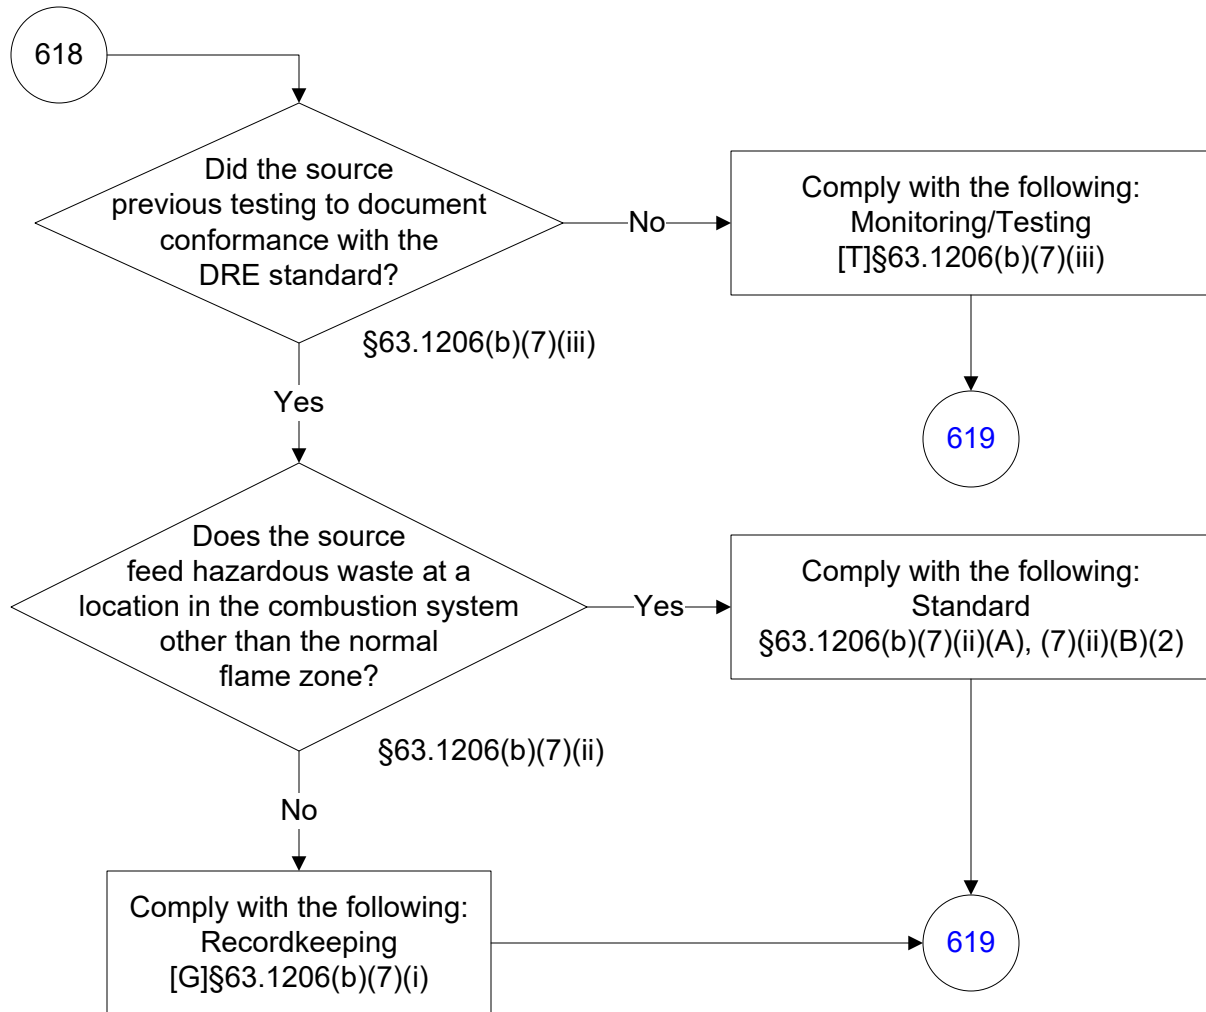 618
Did the source
previous testing to document
conformance with the
DRE standard?
No
Comply with the following:
Monitoring/Testing
[T]§63.1206(b)(7)(iii)
§63.1206(b)(7)(iii)
Yes
619
Does the source
feed hazardous waste at a
location in the combustion system
other than the normal
flame zone?
Yes
Comply with the following:
Standard
§63.1206(b)(7)(ii)(A), (7)(ii)(B)(2)
§63.1206(b)(7)(ii)
No
Comply with the following:
Recordkeeping
[G]§63.1206(b)(7)(i)
619